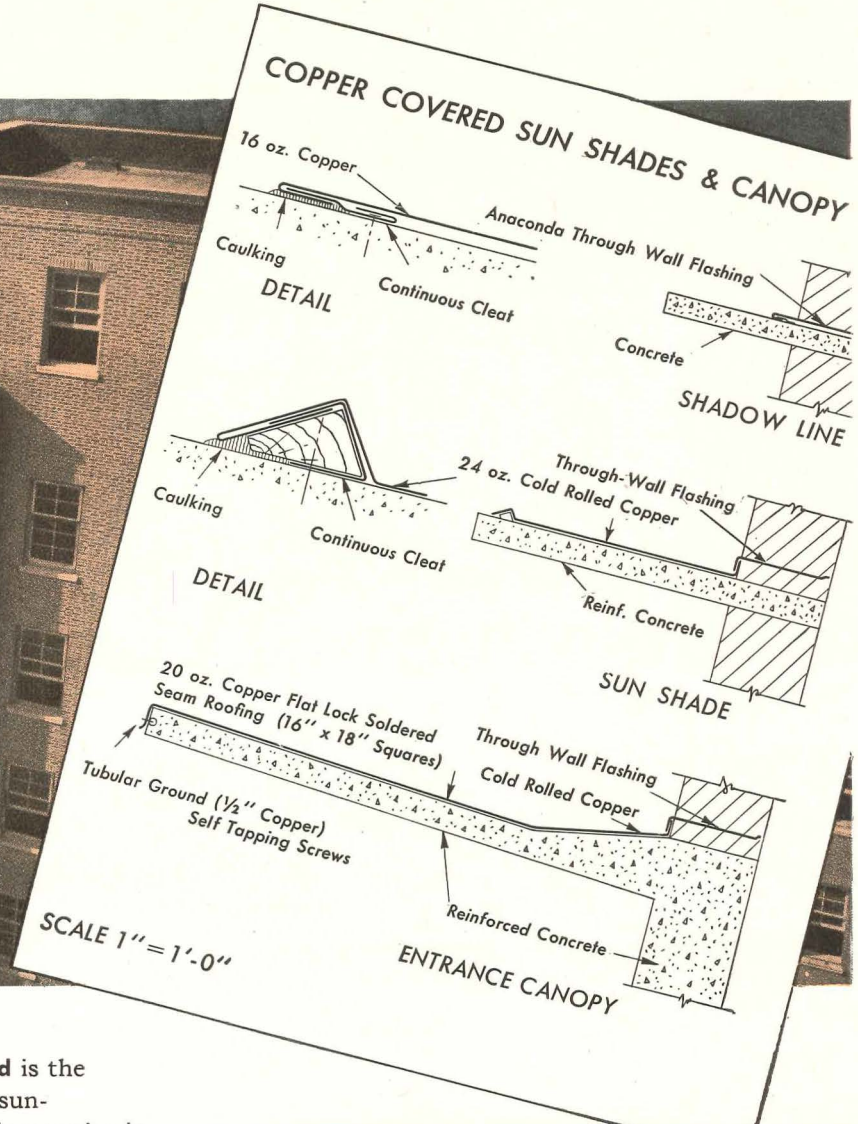 COPPER COVERED SUN SHADES & CANOPY
16 oz. Copper
Anaconda Through Wall Flashing
Caulking
Continuous Cleat
DETAIL
Concrete
SHADOW LINE
Through-Wall Flashing
24 oz. Cold Rolled Copper
Caulking
Continuous Cleat
DETAIL
Reinf. Concrete
SUN SHADE
20 oz. Copper Flat Lock Soldered
Seam Roofing (16" x 18" Squares)
Through Wall Flashing
Cold Rolled Copper
Tubular Ground (½" Copper)
Self Tapping Screws
Reinforced Concrete
SCALE 1"=1'-0"
ENTRANCE CANOPY
d is the
sun-